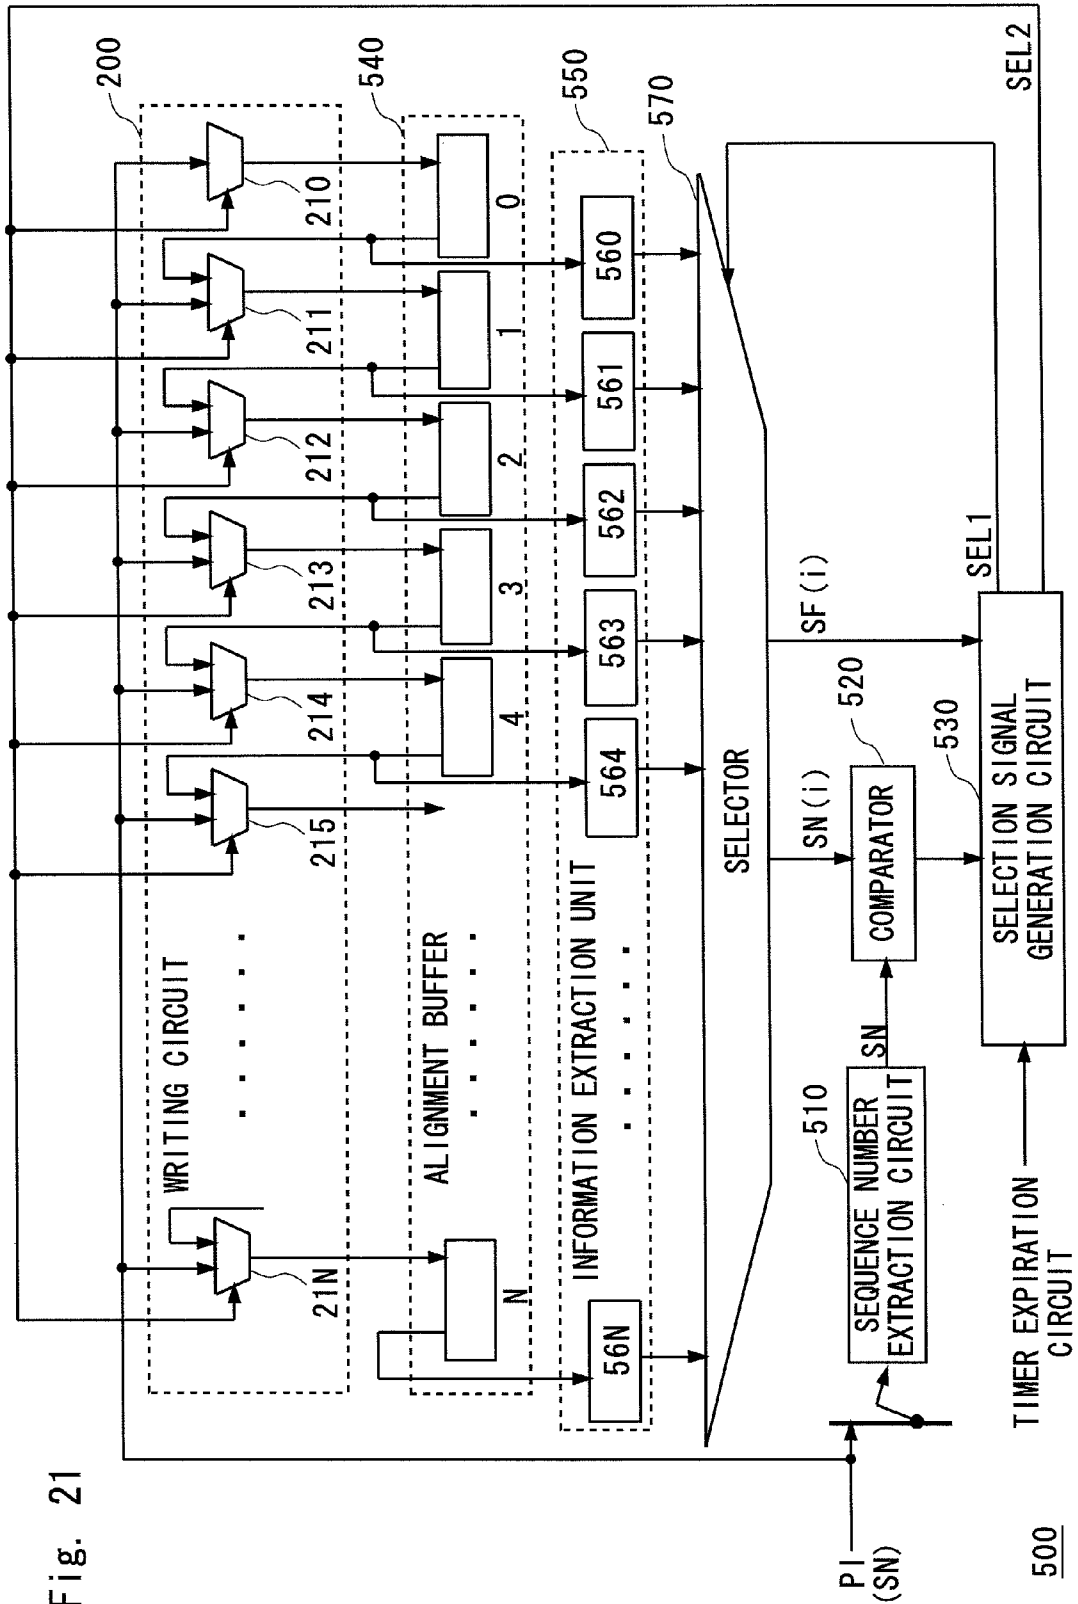 Fig. 21
200
WRITING CIRCUIT
21N
215
214
213
212
211
210
540
ALIGNMENT BUFFER
N
4
3
2
1
0
550
INFORMATION EXTRACTION UNIT
56N
564
563
562
561
560
570
SELECTOR
SN(i)
SF(i)
SEL1
SEL2
PI
(SN)
510
SEQUENCE NUMBER
EXTRACTION CIRCUIT
SN
520
COMPARATOR
530
SELECTION SIGNAL
GENERATION CIRCUIT
TIMER EXPIRATION
CIRCUIT
500